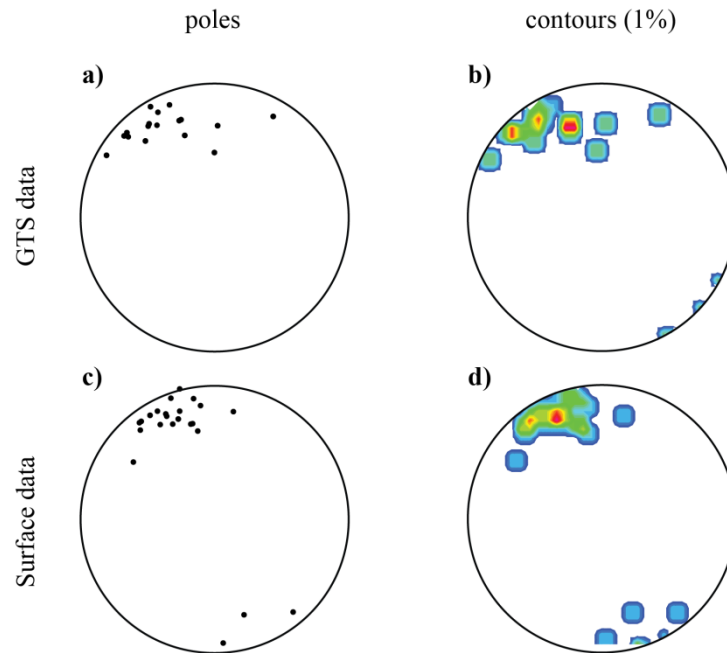 poles
contours (1%)
a)
b)
GTS data
c)
d)
Surface data